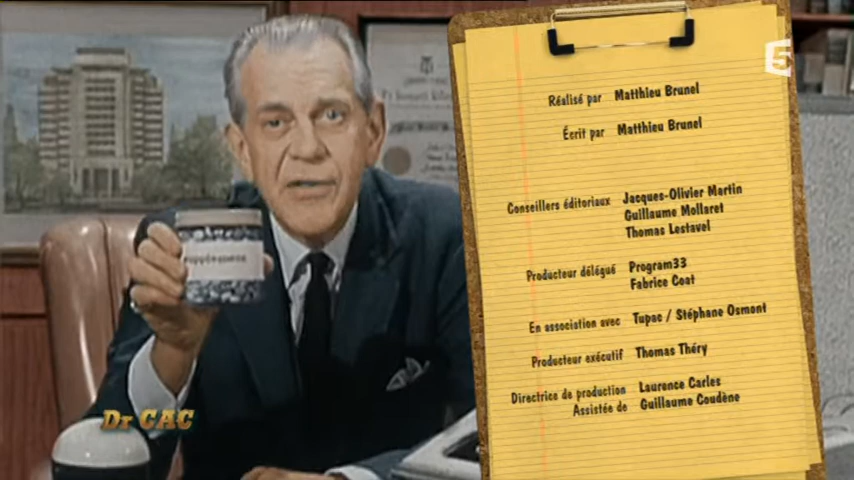 5
Réalisé par Matthieu Brunel
Écrit par Matthieu Brunel
Conseillers éditoriaux Jacques-Olivier Martin
Guillaume Mollaret
Thomas Lestavel
Producteur délégué Program33
Fabrice Coat
En association avec Tupac / Stéphane Osmont
Producteur exécutif Thomas Théry
Directrice de production Laurence Carles
Assistée de Guillaume Coudène
Dr CAC